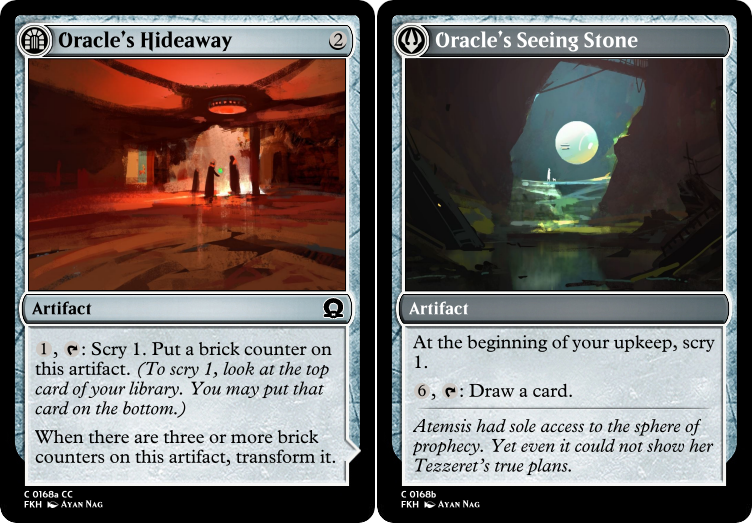 Oracle's Hideaway 2
Artifact
1, : Scry 1. Put a brick counter on
this artifact. (To scry 1, look at the top
card of your library. You may put that
card on the bottom.)
When there are three or more brick
counters on this artifact, transform it.
C 0168a CC
FKH Ayan Nag
Oracle's Seeing Stone
Artifact
At the beginning of your upkeep, scry
1.
6, : Draw a card.
Atemsis had sole access to the sphere of
prophecy. Yet even it could not show her
Tezzeret's true plans.
C 0168b
FKH Ayan Nag